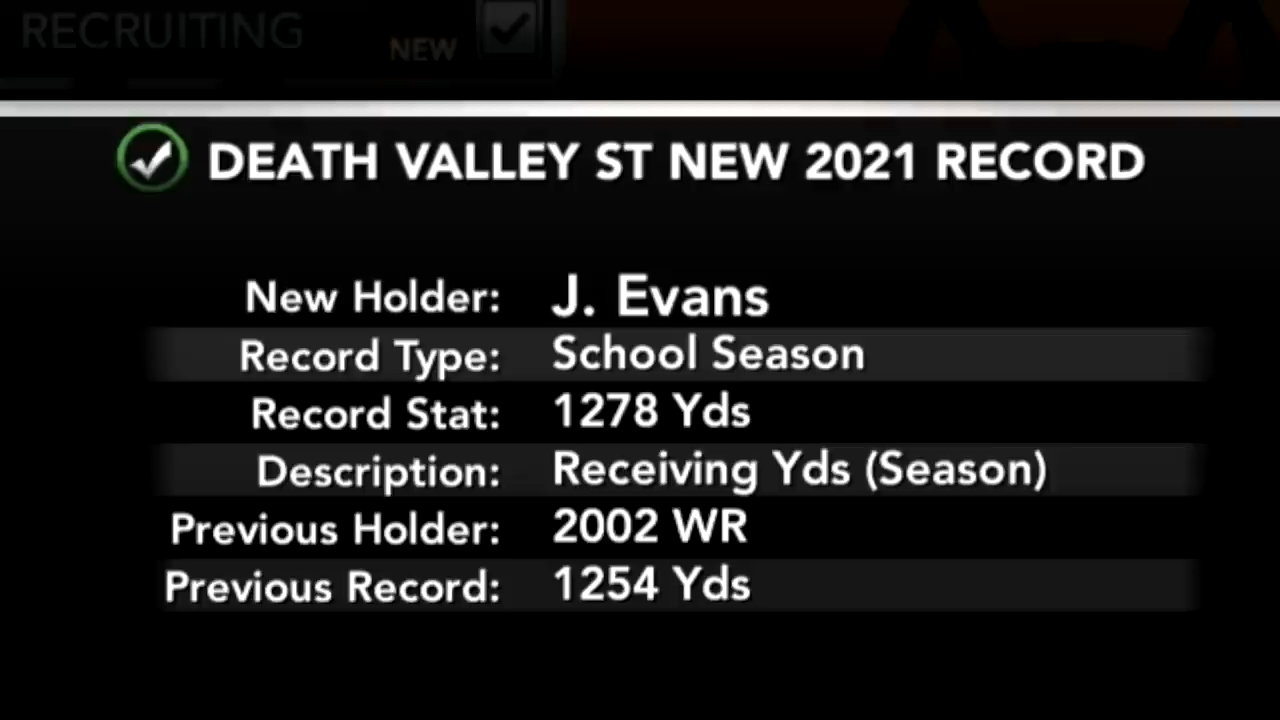 RECRUITING
NEW
DEATH VALLEY ST NEW 2021 RECORD
New Holder: J. Evans
Record Type: School Season
Record Stat: 1278 Yds
Description: Receiving Yds (Season)
Previous Holder: 2002 WR
Previous Record: 1254 Yds